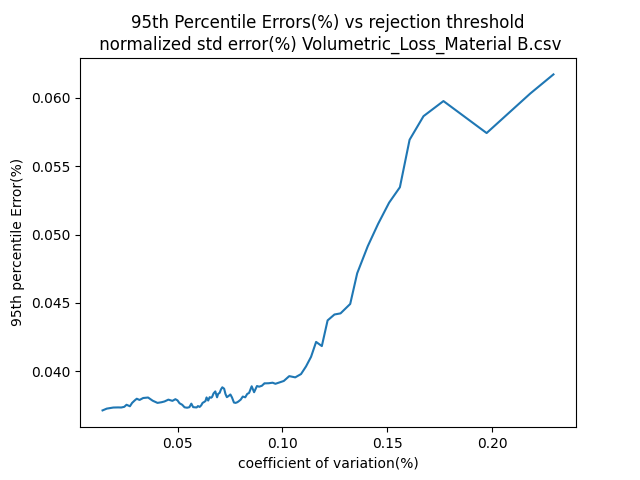 95th Percentile Errors(%) vs rejection threshold
normalized std error(%) Volumetric_Loss_Material B.csv
0.060
0.055
0.050
0.045
0.040
95th percentile Error(%)
0.05
0.10
0.15
0.20
coefficient of variation(%)